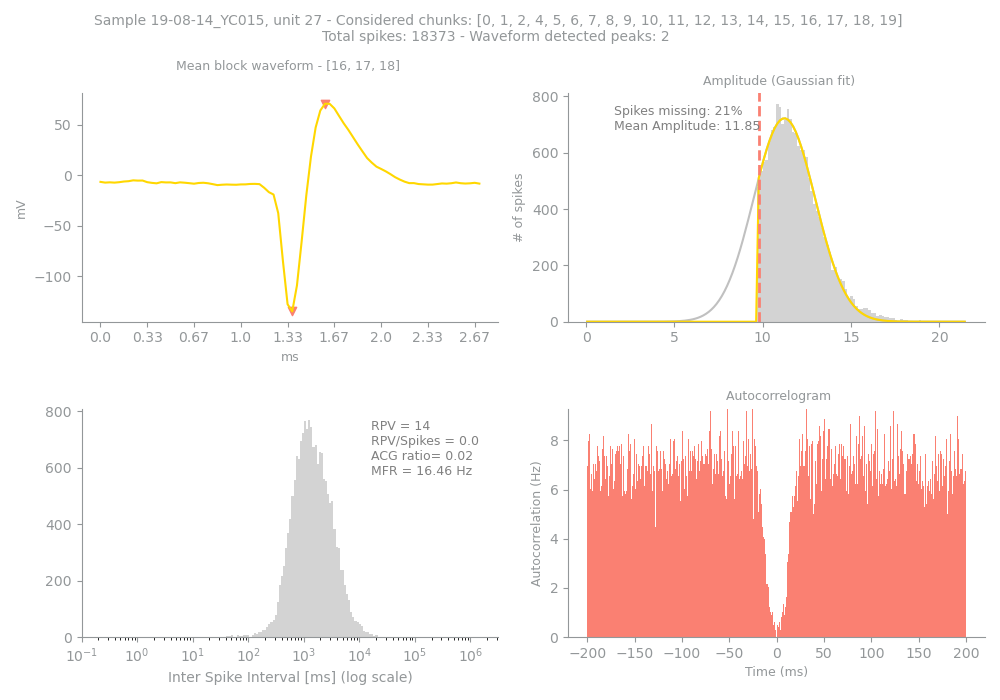 Sample 19-08-14_YC015, unit 27 - Considered chunks: [0, 1, 2, 4, 5, 6, 7, 8, 9, 10, 11, 12, 13, 14, 15, 16, 17, 18, 19]
Total spikes: 18373 - Waveform detected peaks: 2
Mean block waveform - [16, 17, 18]
50
0
−50
−100
mV
0.0 0.33 0.67 1.0 1.33 1.67 2.0 2.33 2.67
ms
Amplitude (Gaussian fit)
Spikes missing: 21%
Mean Amplitude: 11.85
800
600
400
200
0
# of spikes
0 5 10 15 20
800
600
400
200
0
RPV = 14
RPV/Spikes = 0.0
ACG ratio= 0.02
MFR = 16.46 Hz
10⁻¹ 10⁰ 10¹ 10² 10³ 10⁴ 10⁵ 10⁶
Inter Spike Interval [ms] (log scale)
Autocorrelogram
8
6
4
2
0
Autocorrelation (Hz)
−200 −150 −100 −50 0 50 100 150 200
Time (ms)